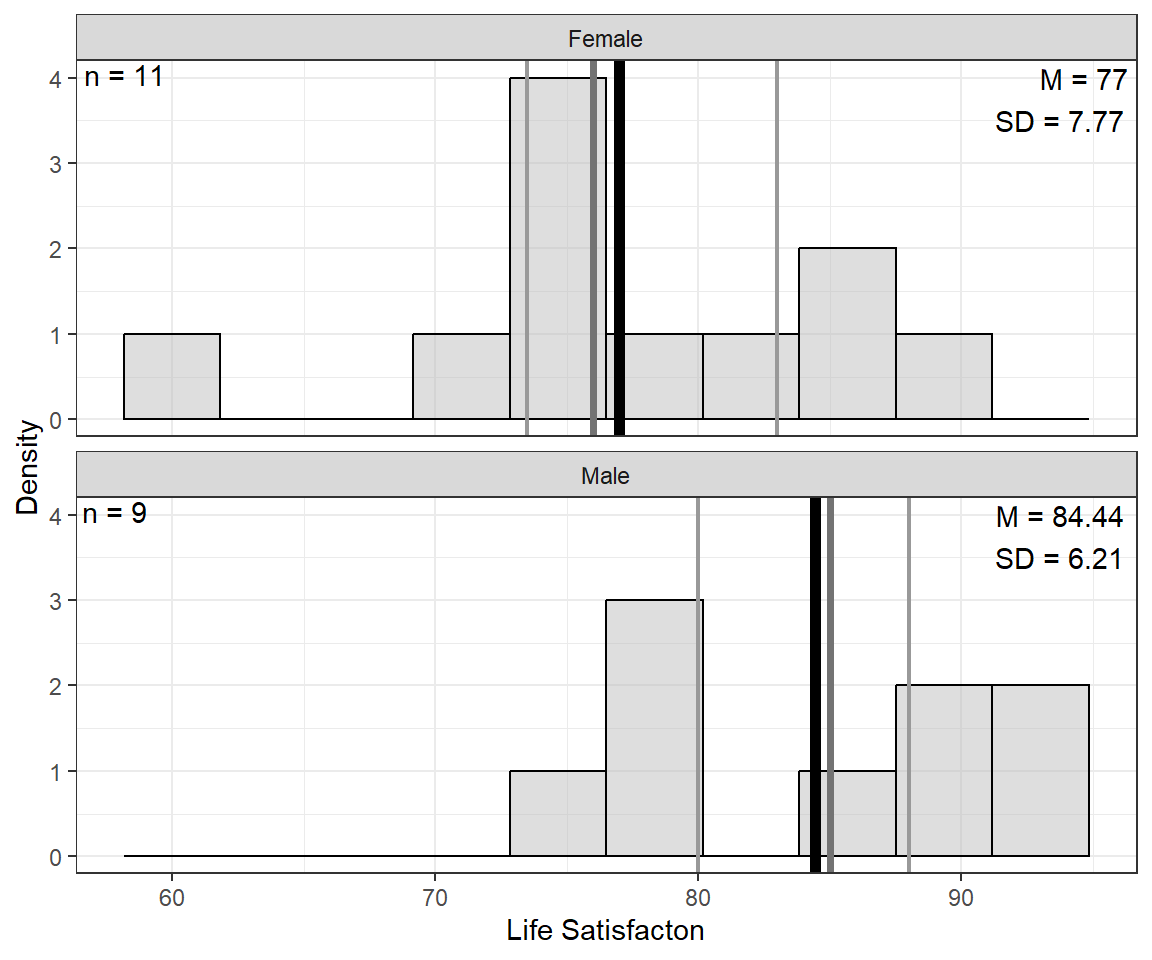 Female
n = 11
M = 77
SD = 7.77
4
3
2
1
0
Density
Male
n = 9
M = 84.44
SD = 6.21
4
3
2
1
0
60 70 80 90
Life Satisfacton